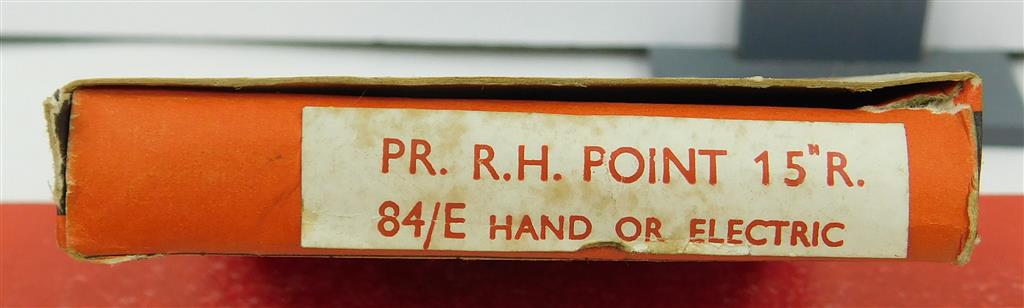 PR. R.H. POINT 15"R.
84/E HAND OR ELECTRIC